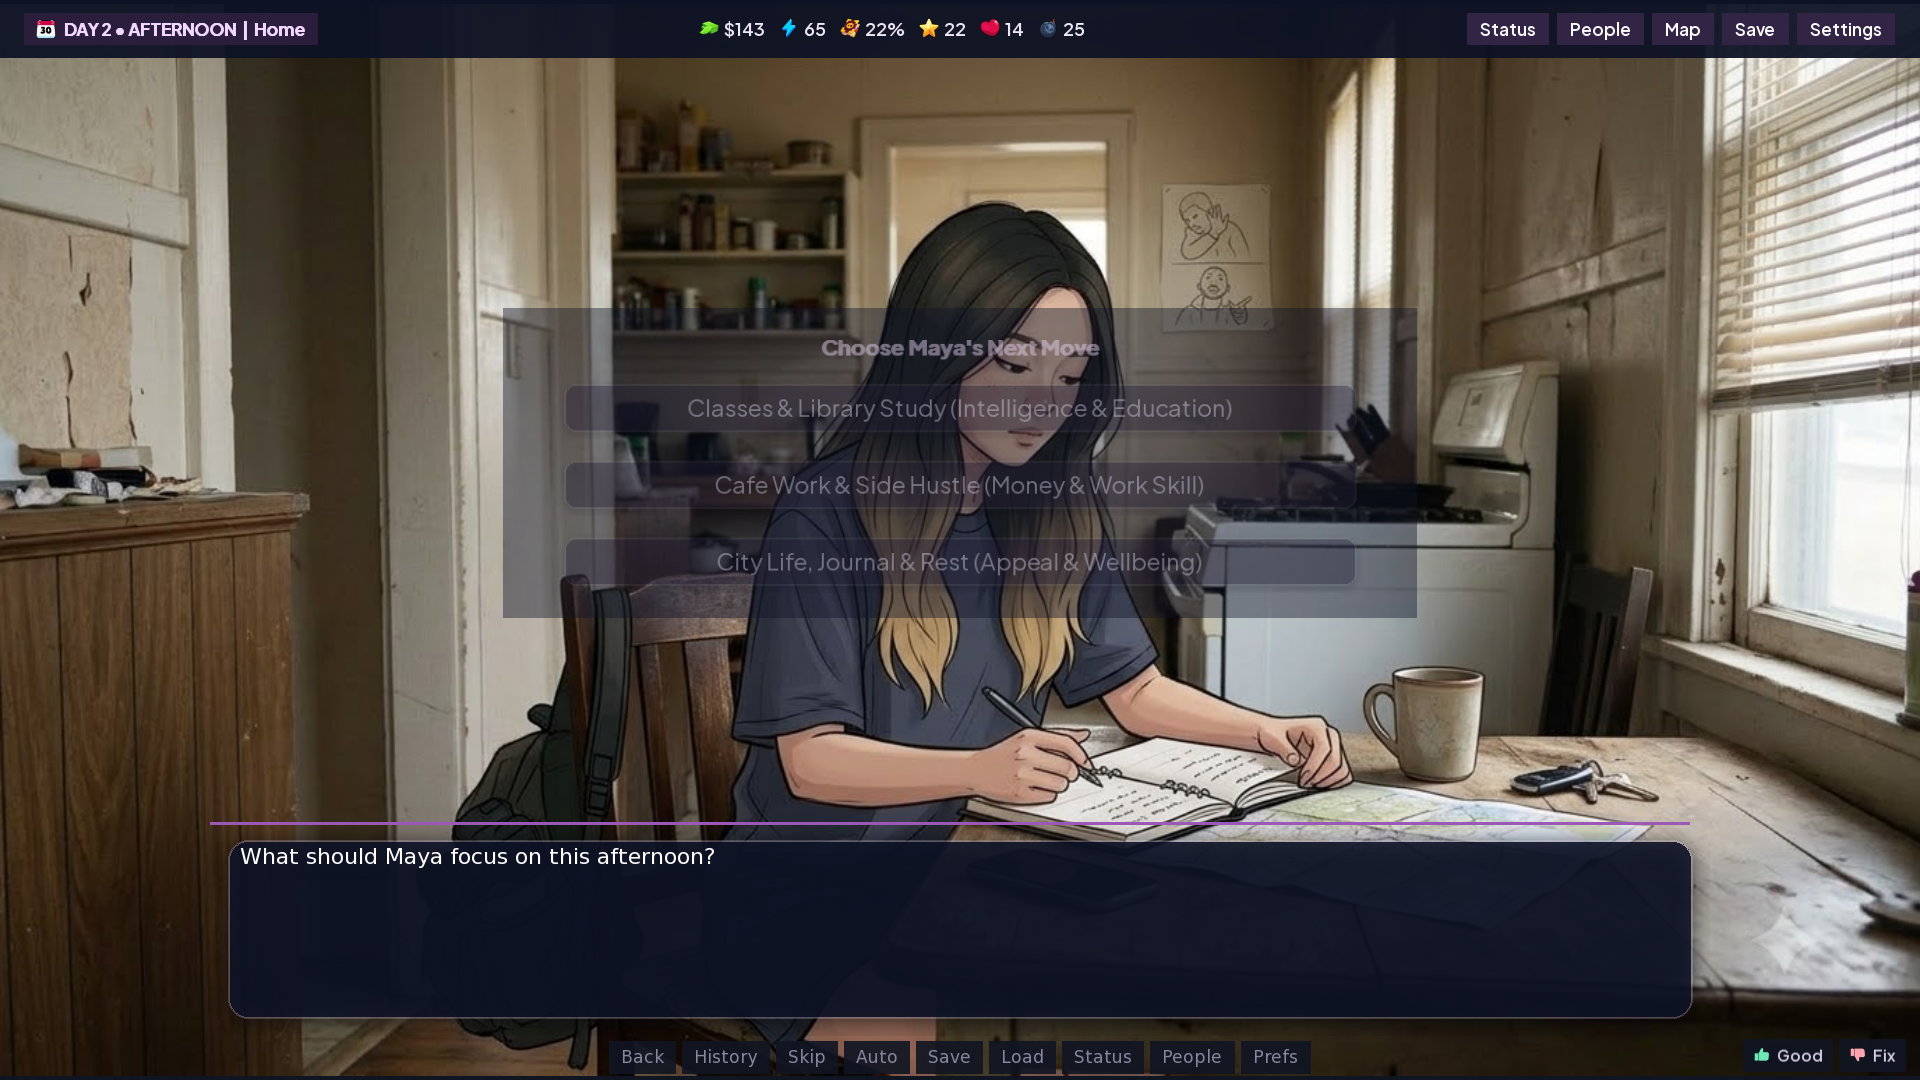 30 DAY 2 • AFTERNOON | Home
$143 65 22% 22 14 25
Status People Map Save Settings
Choose Maya's Next Move
Classes & Library Study (Intelligence & Education)
Cafe Work & Side Hustle (Money & Work Skill)
City Life, Journal & Rest (Appeal & Wellbeing)
What should Maya focus on this afternoon?
Back History Skip Auto Save Load Status People Prefs
Good Fix